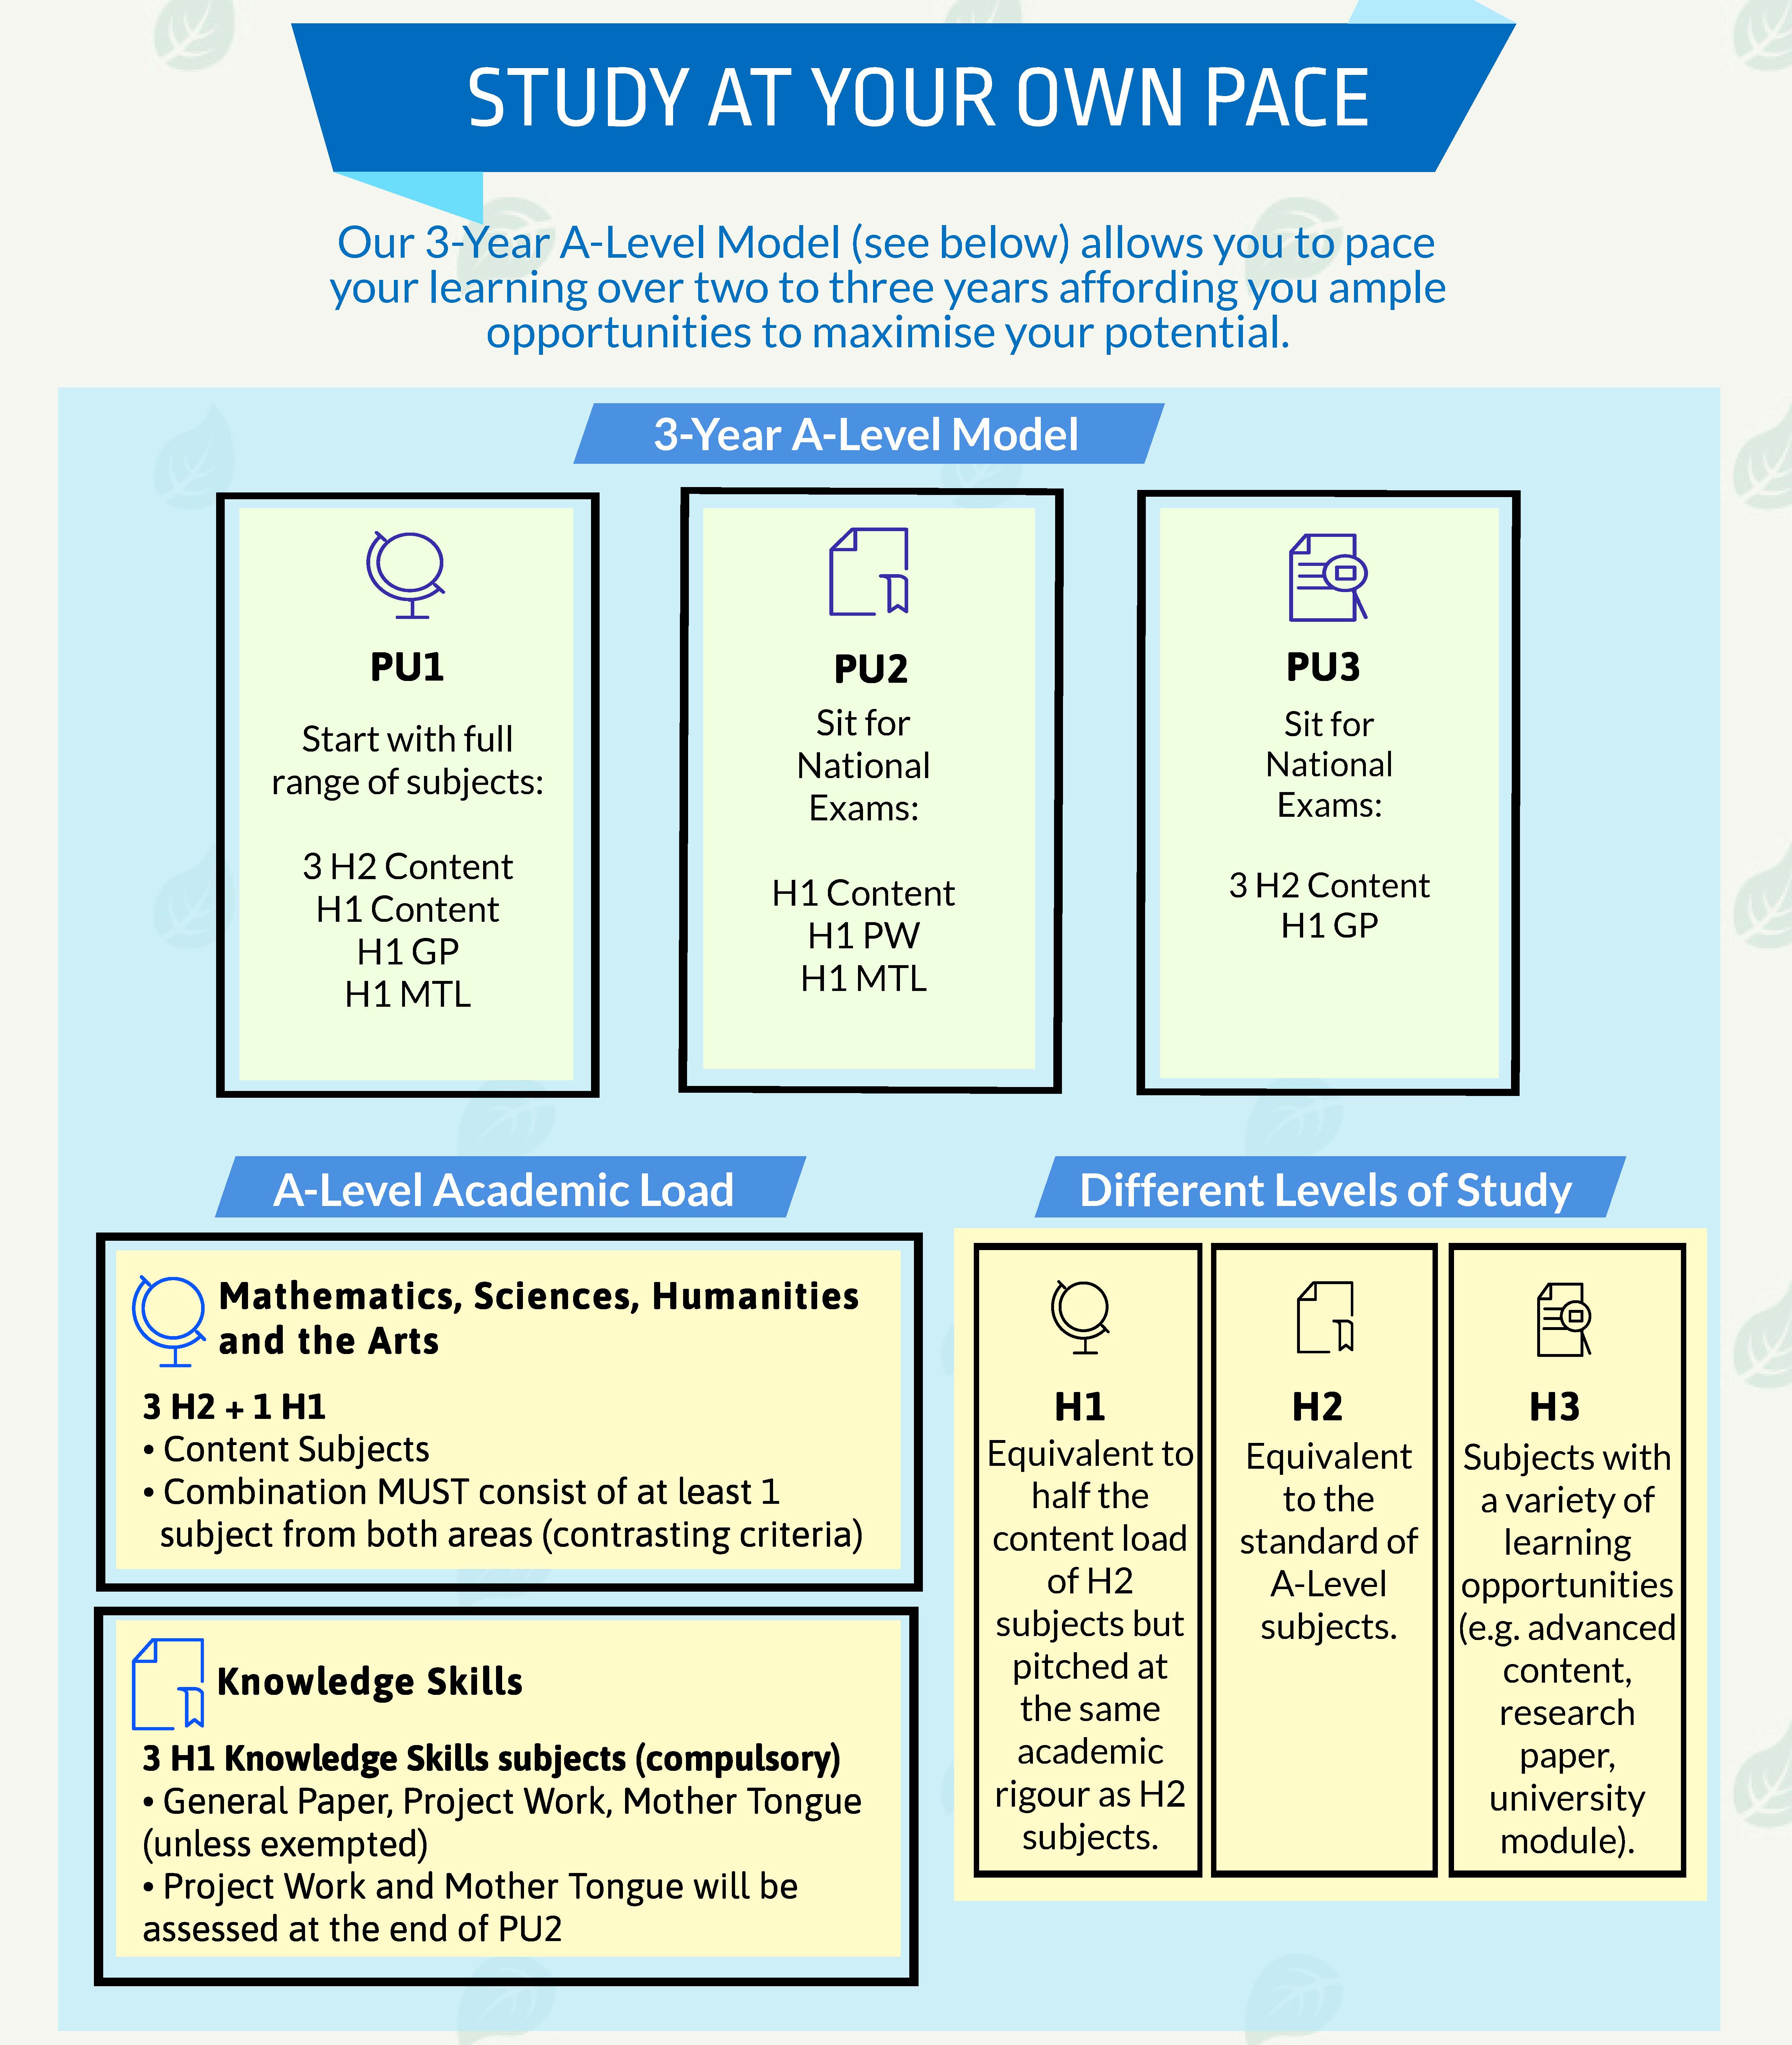 STUDY AT YOUR OWN PACE
Our 3-Year A-Level Model (see below) allows you to pace
your learning over two to three years affording you ample
opportunities to maximise your potential.
3-Year A-Level Model
PU1
Start with full
range of subjects:
3 H2 Content
H1 Content
H1 GP
H1 MTL
PU2
Sit for
National
Exams:
H1 Content
H1 PW
H1 MTL
PU3
Sit for
National
Exams:
3 H2 Content
H1 GP
A-Level Academic Load
Mathematics, Sciences, Humanities
and the Arts
3 H2 + 1 H1
• Content Subjects
• Combination MUST consist of at least 1
subject from both areas (contrasting criteria)
Knowledge Skills
3 H1 Knowledge Skills subjects (compulsory)
• General Paper, Project Work, Mother Tongue
(unless exempted)
• Project Work and Mother Tongue will be
assessed at the end of PU2
Different Levels of Study
H1
Equivalent to
half the
content load
of H2
subjects but
pitched at
the same
academic
rigour as H2
subjects.
H2
Equivalent
to the
standard of
A-Level
subjects.
H3
Subjects with
a variety of
learning
opportunities
(e.g. advanced
content,
research
paper,
university
module).